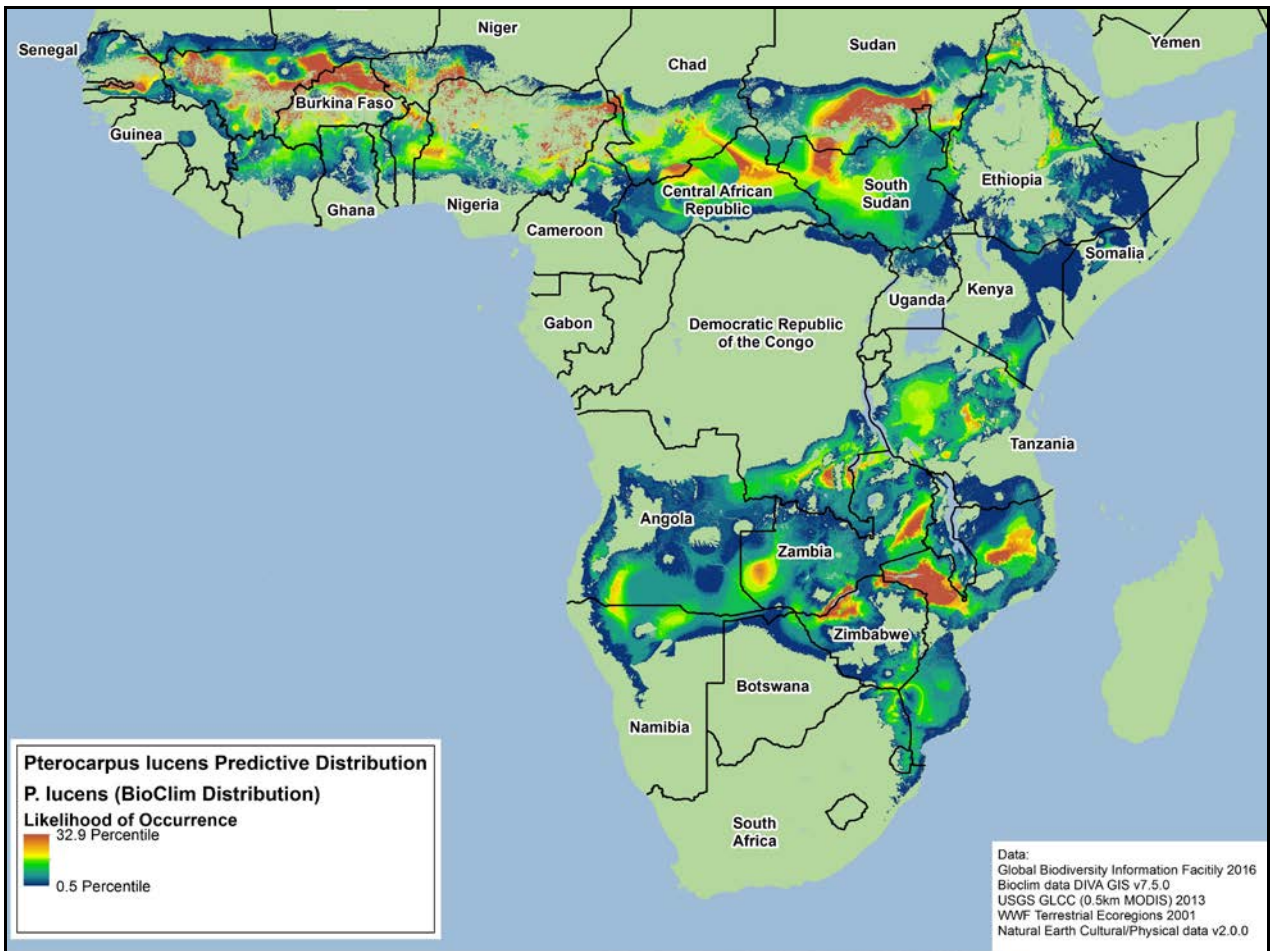 Niger
Senegal
Sudan
Yemen
Chad
Burkina Faso
Guinea
Ethiopia
Central African
Republic
South
Sudan
Ghana
Nigeria
Cameroon
Somalia
Uganda
Kenya
Gabon
Democratic Republic
of the Congo
Tanzania
Angola
Zambia
Zimbabwe
Botswana
Namibia
South
Africa
Pterocarpus lucens Predictive Distribution
P. lucens (BioClim Distribution)
Likelihood of Occurrence
32.9 Percentile
0.5 Percentile
Data:
Global Biodiversity Information Facitily 2016
Bioclim data DIVA GIS v7.5.0
USGS GLCC (0.5km MODIS) 2013
WWF Terrestrial Ecoregions 2001
Natural Earth Cultural/Physical data v2.0.0